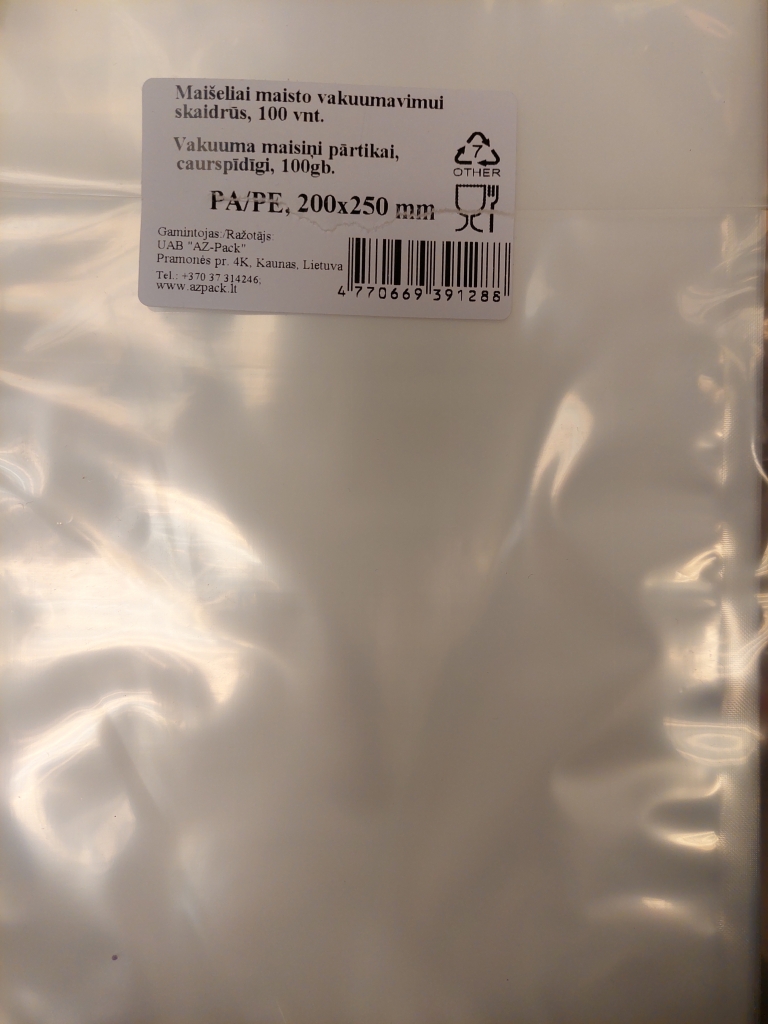 Maišeliai maisto vakuumavimui
skaidrūs, 100 vnt.
Vakuuma maisiņi pārtikai,
caurspīdīgi, 100gb.
7
OTHER
PA/PE, 200x250 mm
Gamintojas:/Ražotājs:
UAB "AZ-Pack"
Pramonės pr. 4K, Kaunas, Lietuva
Tel.: +370 37 314246;
www.azpack.lt
4 770669 391288